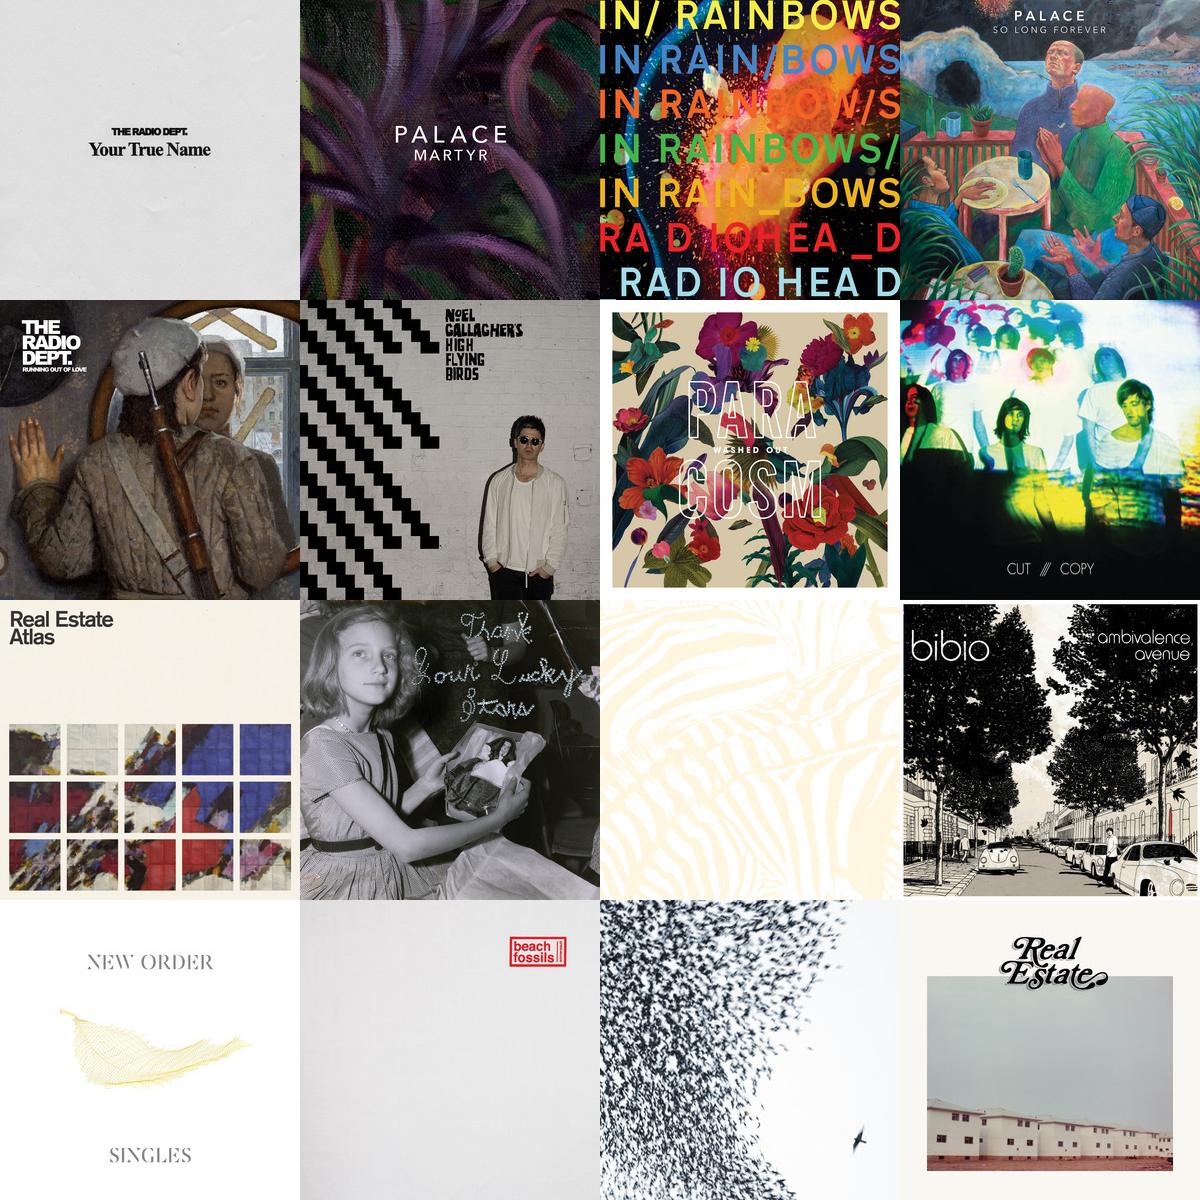 THE RADIO DEPT.
Your True Name
PALACE
MARTYR
IN/ RAINBOWS
IN RAIN/BOWS
IN RAINBOW/S
IN RAINBOWS/
IN RAIN_BOWS
RA D IOHEA _D
RAD IO HEA D
PALACE
SO LONG FOREVER
THE
RADIO
DEPT.
RUNNING OUT OF LOVE
NOEL
GALLAGHER'S
HIGH
FLYING
BIRDS
PARA
WASHED OUT
COSM
CUT // COPY
Real Estate
Atlas
Thank
Your Lucky
Stars
bibio
ambivalence
avenue
NEW ORDER
SINGLES
beach
fossils
Real
Estate